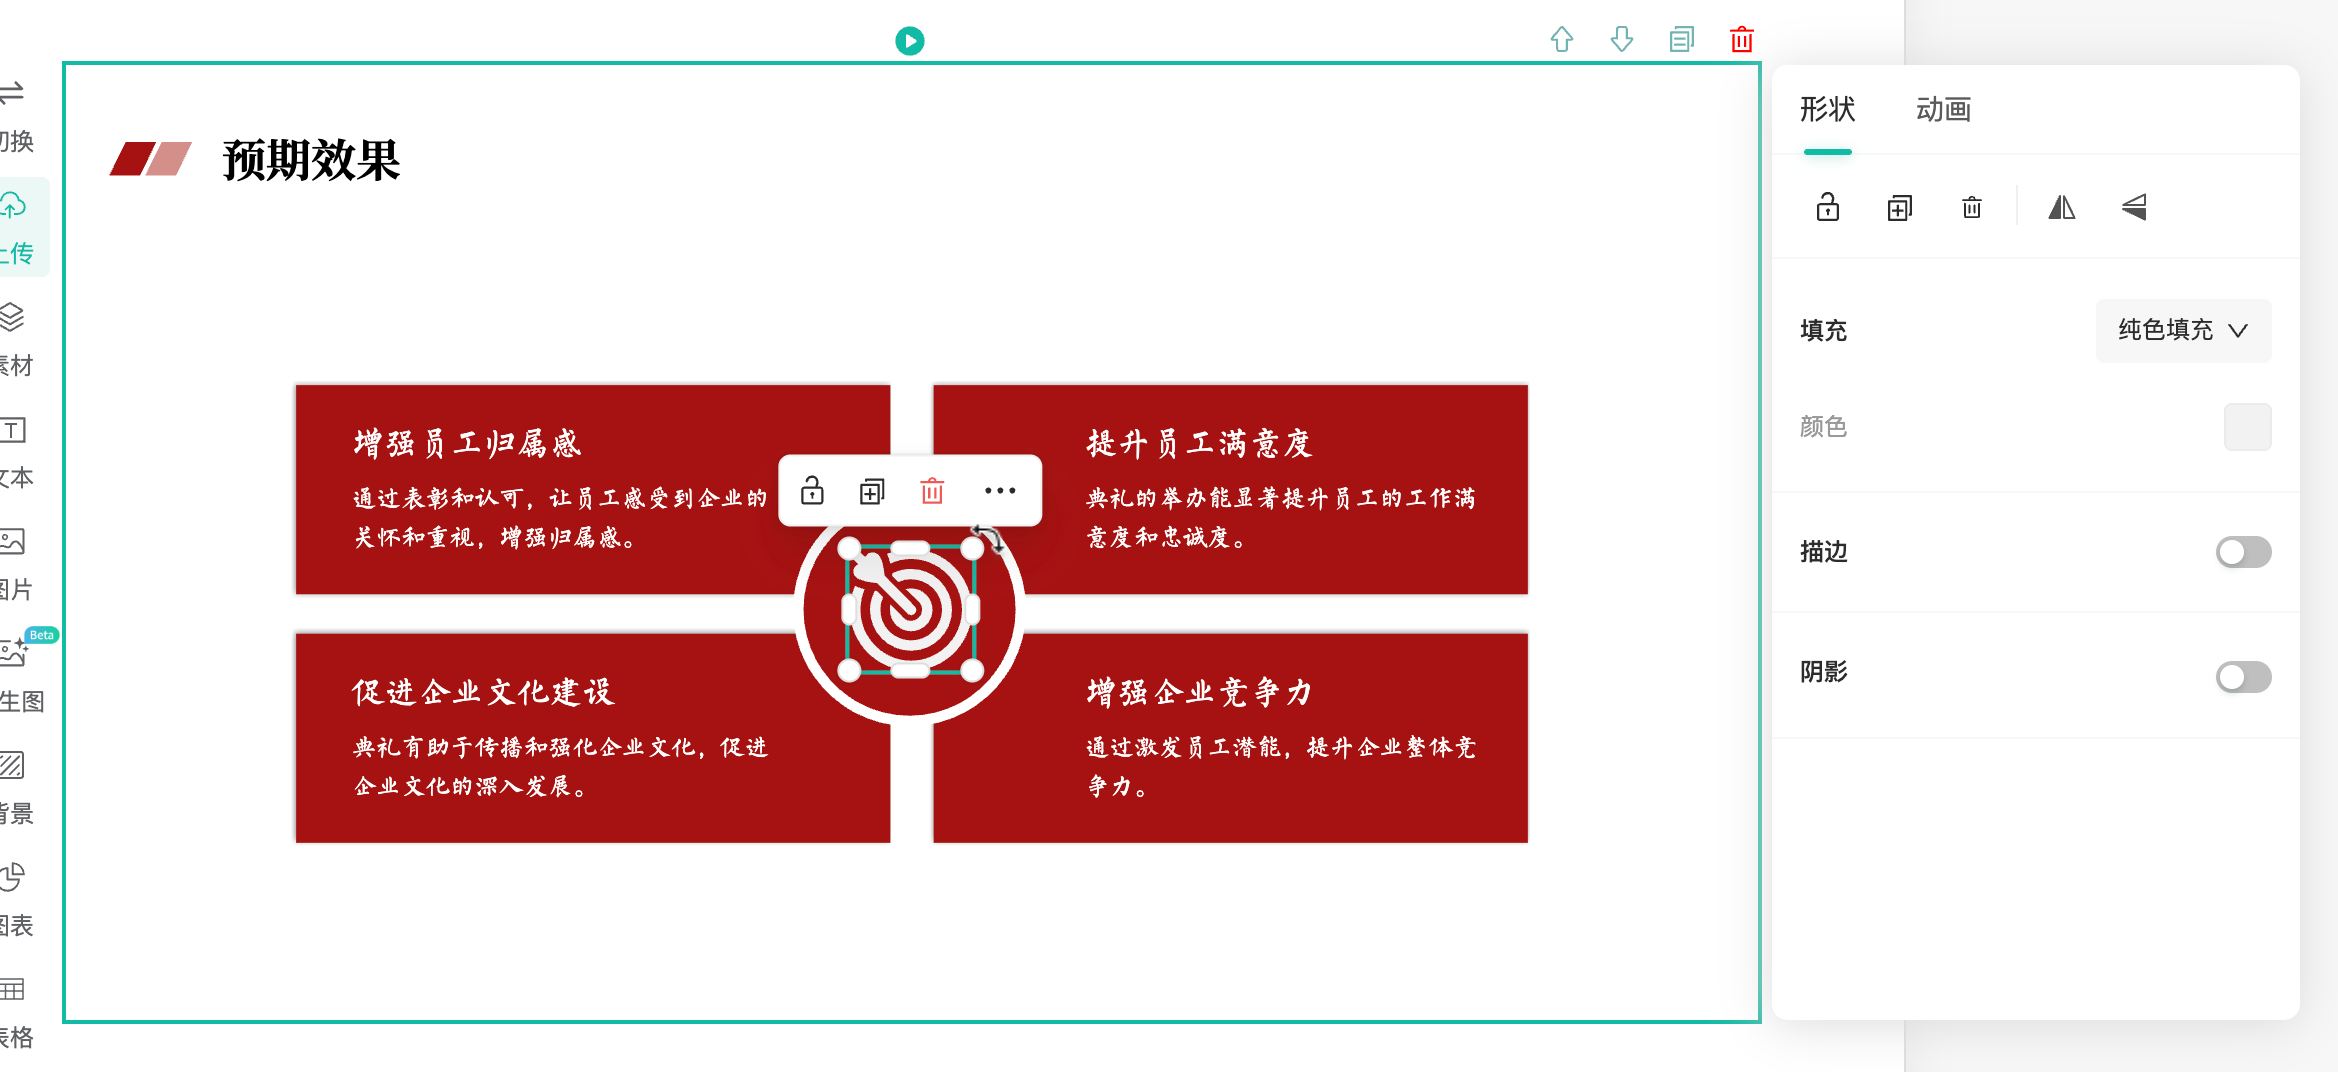 预期效果
增强员工归属感
通过表彰和认可，让员工感受到企业的
关怀和重视，增强归属感。
提升员工满意度
典礼的举办能显著提升员工的工作满
意度和忠诚度。
促进企业文化建设
典礼有助于传播和强化企业文化，促进
企业文化的深入发展。
增强企业竞争力
通过激发员工潜能，提升企业整体竞
争力。
切换
上传
素材
文本
图片
Beta
生图
背景
图表
表格
形状
动画
填充
纯色填充
颜色
描边
阴影